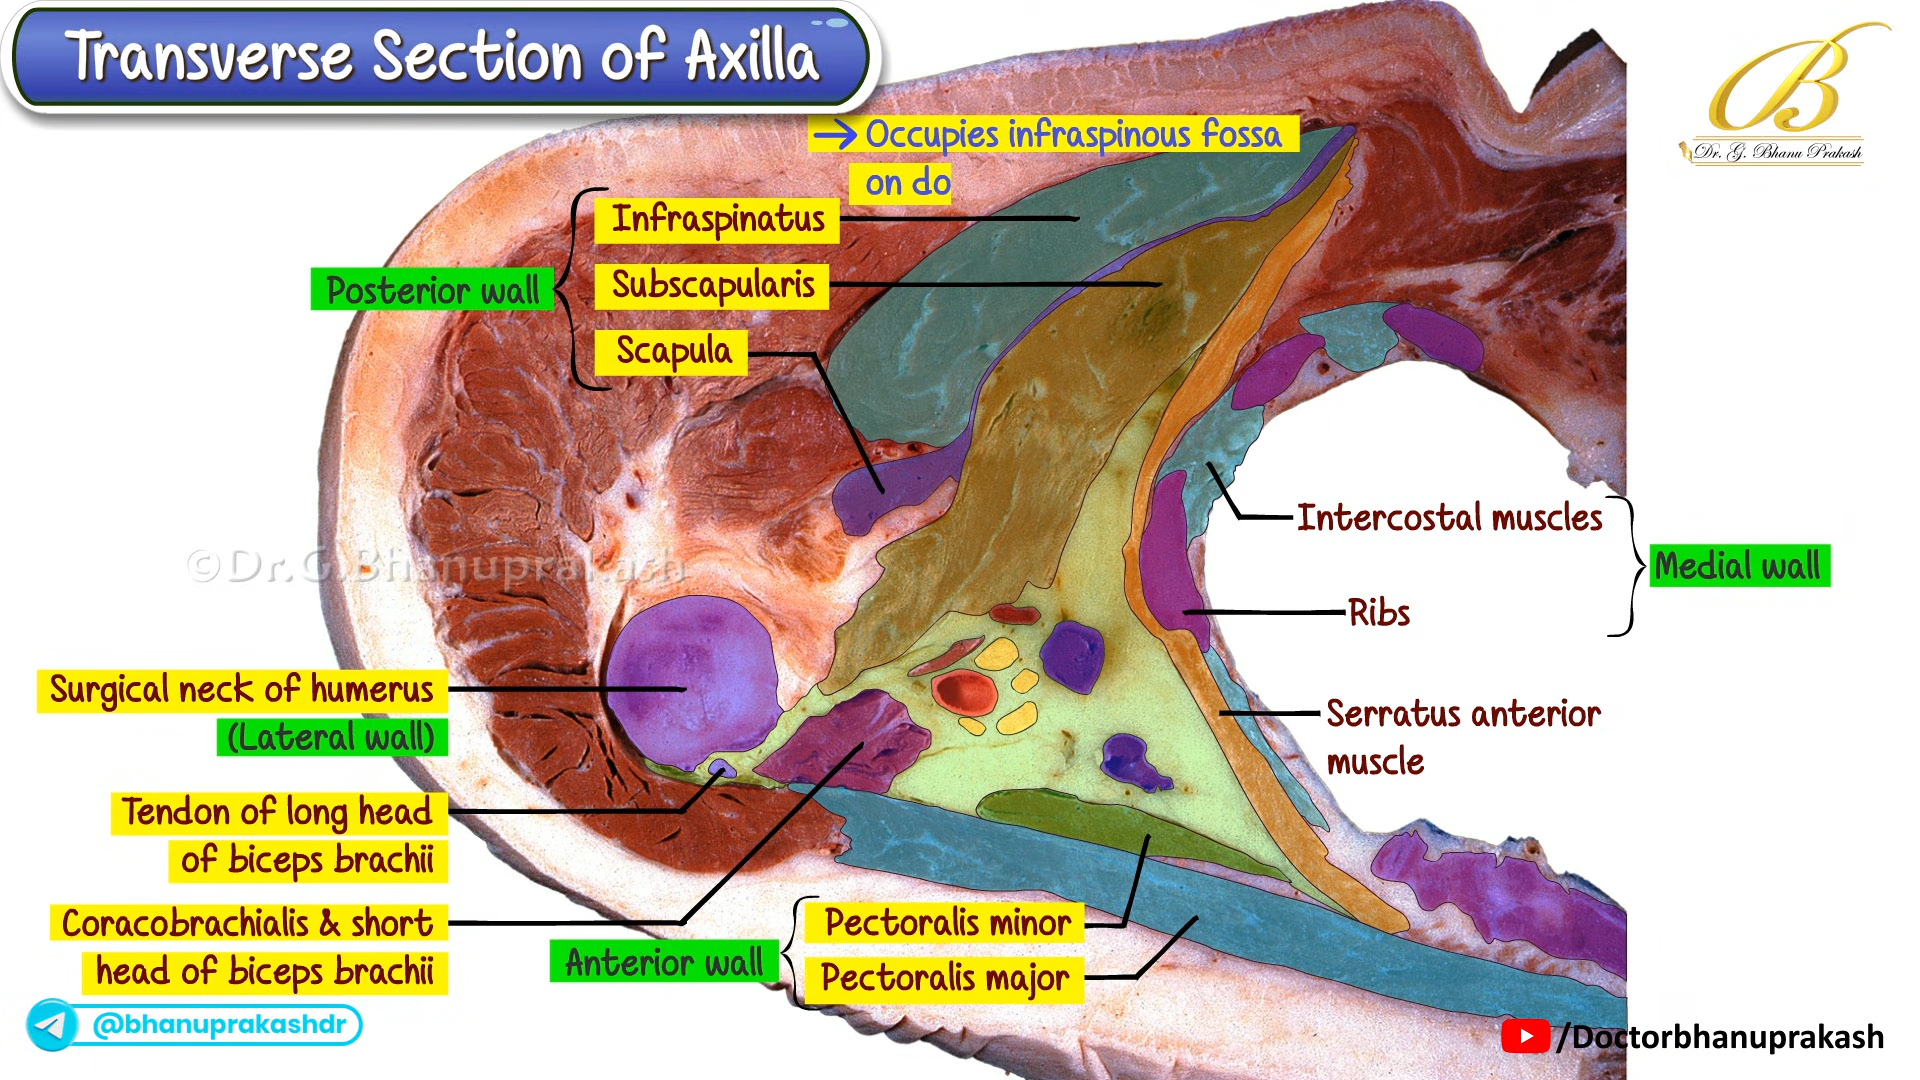 Transverse Section of Axilla
Dr. G. Bhanu Prakash
→ Occupies infraspinous fossa
on do
Infraspinatus
Subscapularis
Posterior wall
Scapula
Intercostal muscles
Medial wall
©Dr.G.Bhanuprakash
Ribs
Surgical neck of humerus
(Lateral wall)
Serratus anterior
muscle
Tendon of long head
of biceps brachii
Coracobrachialis & short
head of biceps brachii
Anterior wall
Pectoralis minor
Pectoralis major
@bhanuprakashdr
/Doctorbhanuprakash